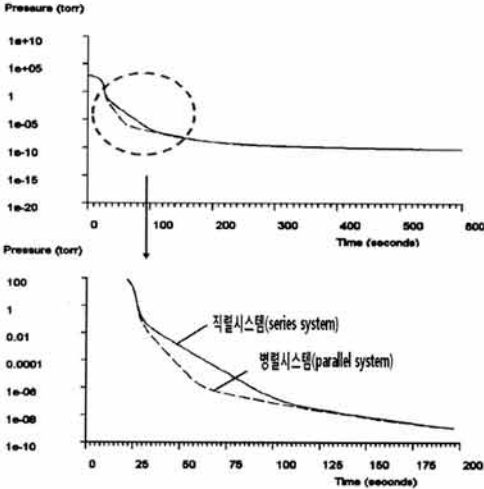 Pressure (torr)
1e+10
1e+05
1
1e-05
1e-10
1e-15
1e-20
0 100 200 300 400 500 600
Time (seconds)
Pressure (torr)
100
1
0.01
0.0001
1e-06
1e-08
1e-10
직렬시스템(series system)
병렬시스템(parallel system)
0 25 50 75 100 125 150 175 200
Time (seconds)